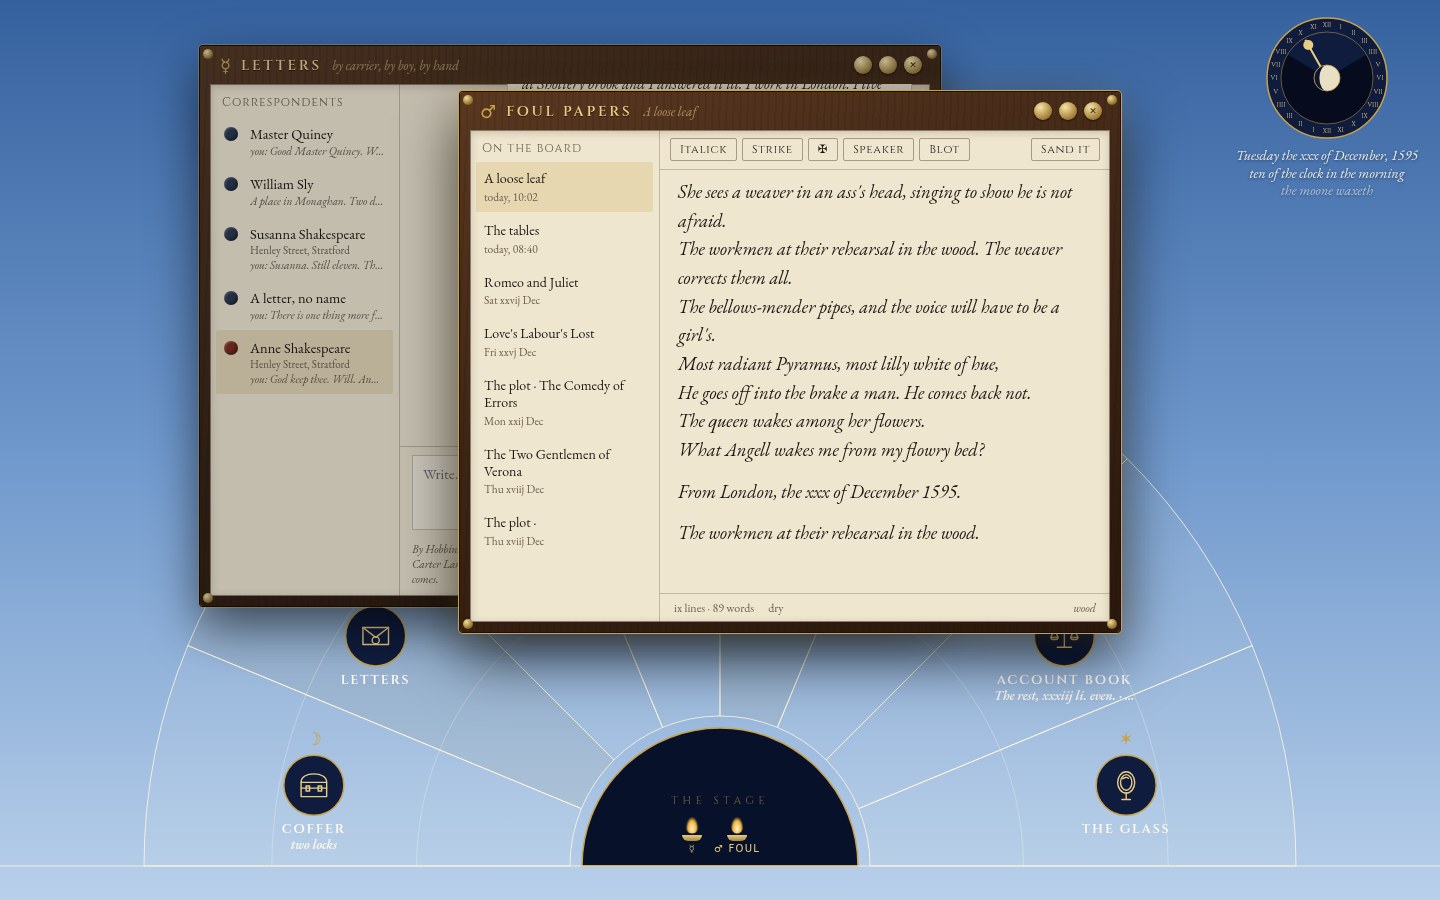 LETTERS by carrier, by boy, by hand
CORRESPONDENTS
Master Quiney
you: Good Master Quiney. W...
William Sly
A place in Monaghan. Two d...
Susanna Shakespeare
Henley Street, Stratford
you: Susanna. Still eleven. Th...
A letter, no name
you: There is one thing more f...
Anne Shakespeare
Henley Street, Stratford
you: God keep thee. Will. An...
Write.
By Hobbin
comes.
FOUL PAPERS A loose leaf
ON THE BOARD
A loose leaf
today, 10:02
The tables
today, 08:40
Romeo and Juliet
Sat xxvij Dec
Love's Labour's Lost
Fri xxvj Dec
The plot · The Comedy of
Errors
Mon xxij Dec
The Two Gentlemen of
Verona
Thu xviij Dec
The plot ·
Thu xviij Dec
ITALICK STRIKE ✠ SPEAKER BLOT SAND IT
She sees a weaver in an ass's head, singing to show he is not
afraid.
The workmen at their rehearsal in the wood. The weaver
corrects them all.
The bellows-mender pipes, and the voice will have to be a
girl's.
Most radiant Pyramus, most lilly white of hue,
He goes off into the brake a man. He comes back not.
The queen wakes among her flowers.
What Angell wakes me from my flowry bed?
From London, the xxx of December 1595.
The workmen at their rehearsal in the wood.
ix lines · 89 words dry wood
Tuesday the xxx of December, 1595
ten of the clock in the morning
the moone waxeth
LETTERS
COFFER
two locks
THE STAGE
☿ ♂ FOUL
ACCOUNT BOOK
The rest, xxxiij li. even. · ...
THE GLASS